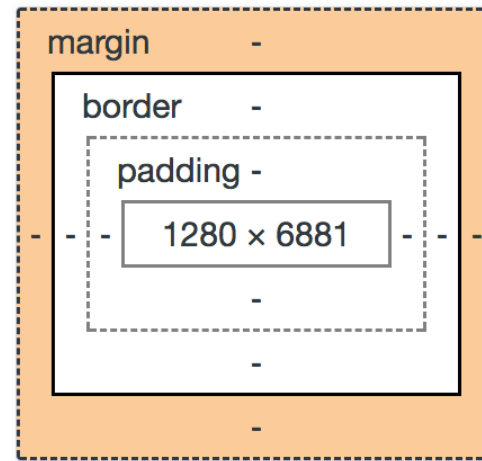 margin -
border -
padding -
- - - 1280 × 6881 - - -
-
-
-